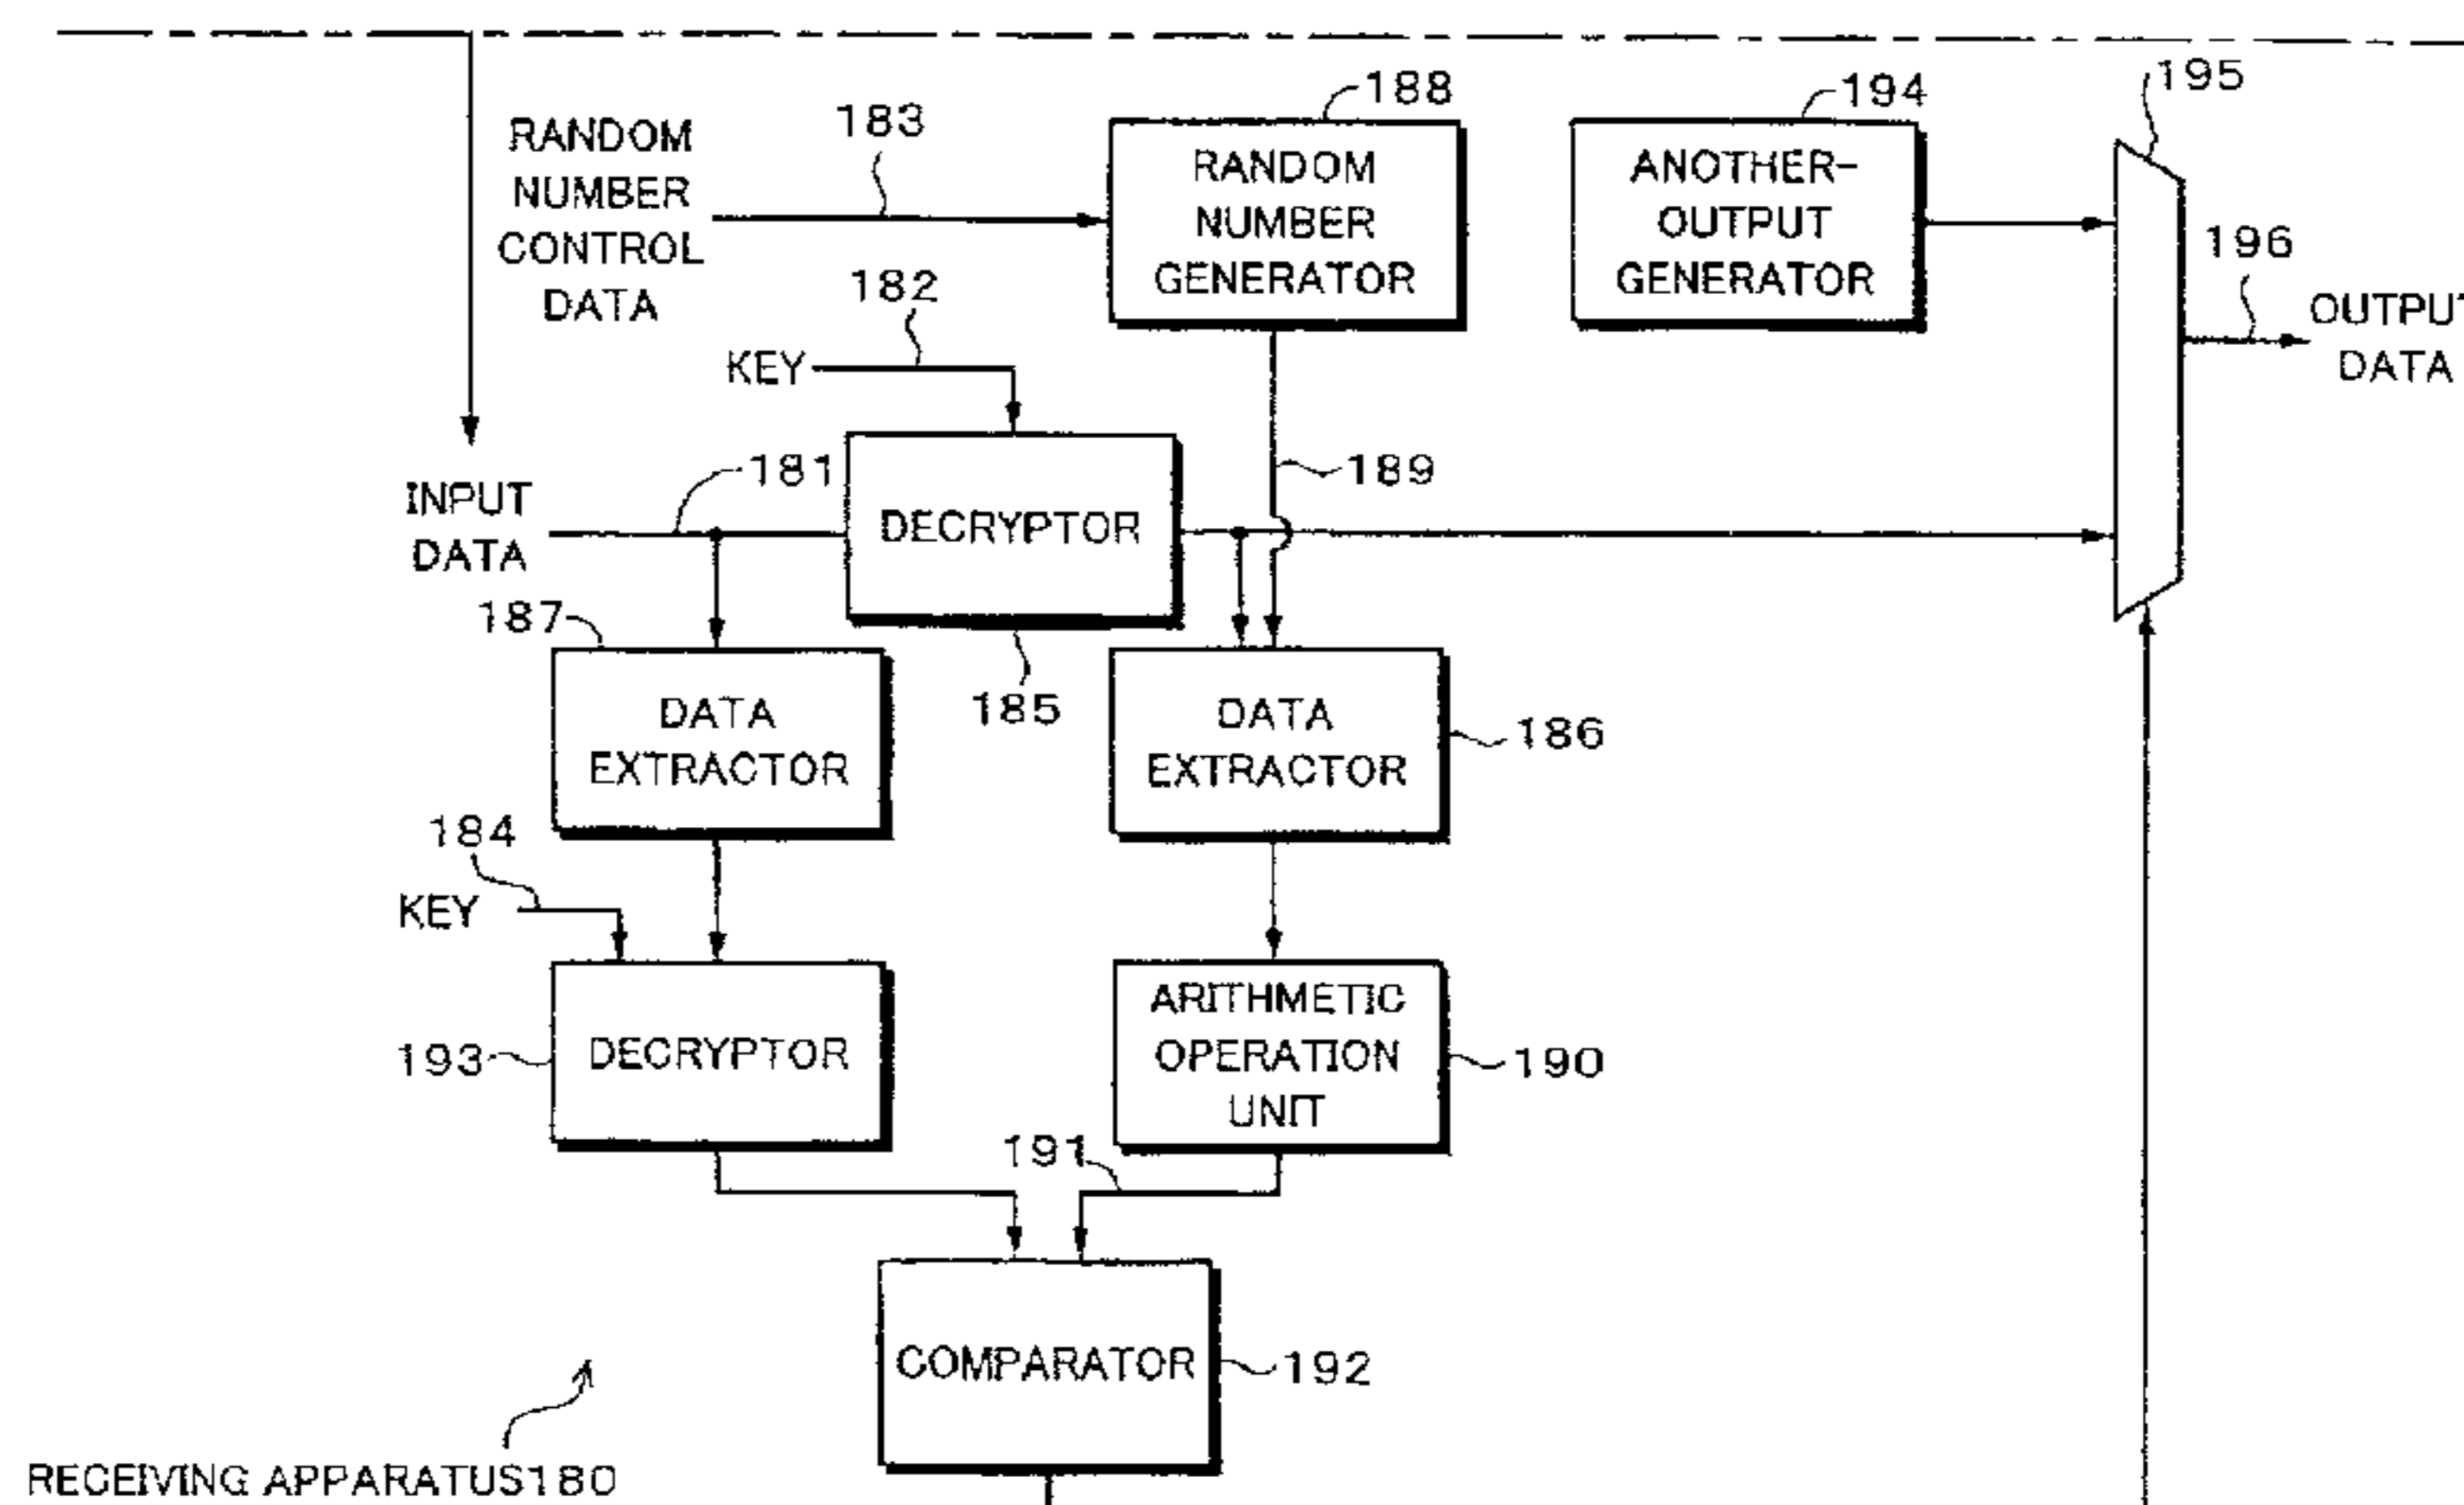 195
188
194
183
RANDOM
NUMBER
CONTROL
DATA
RANDOM
NUMBER
GENERATOR
ANOTHER-
OUTPUT
GENERATOR
196
OUTPUT
DATA
182
KEY
181
189
INPUT
DATA
DECRYPTOR
187
185
DATA
EXTRACTOR
DATA
EXTRACTOR
186
184
KEY
193
DECRYPTOR
ARITHMETIC
OPERATION
UNIT
190
191
COMPARATOR
192
RECEIVING APPARATUS180